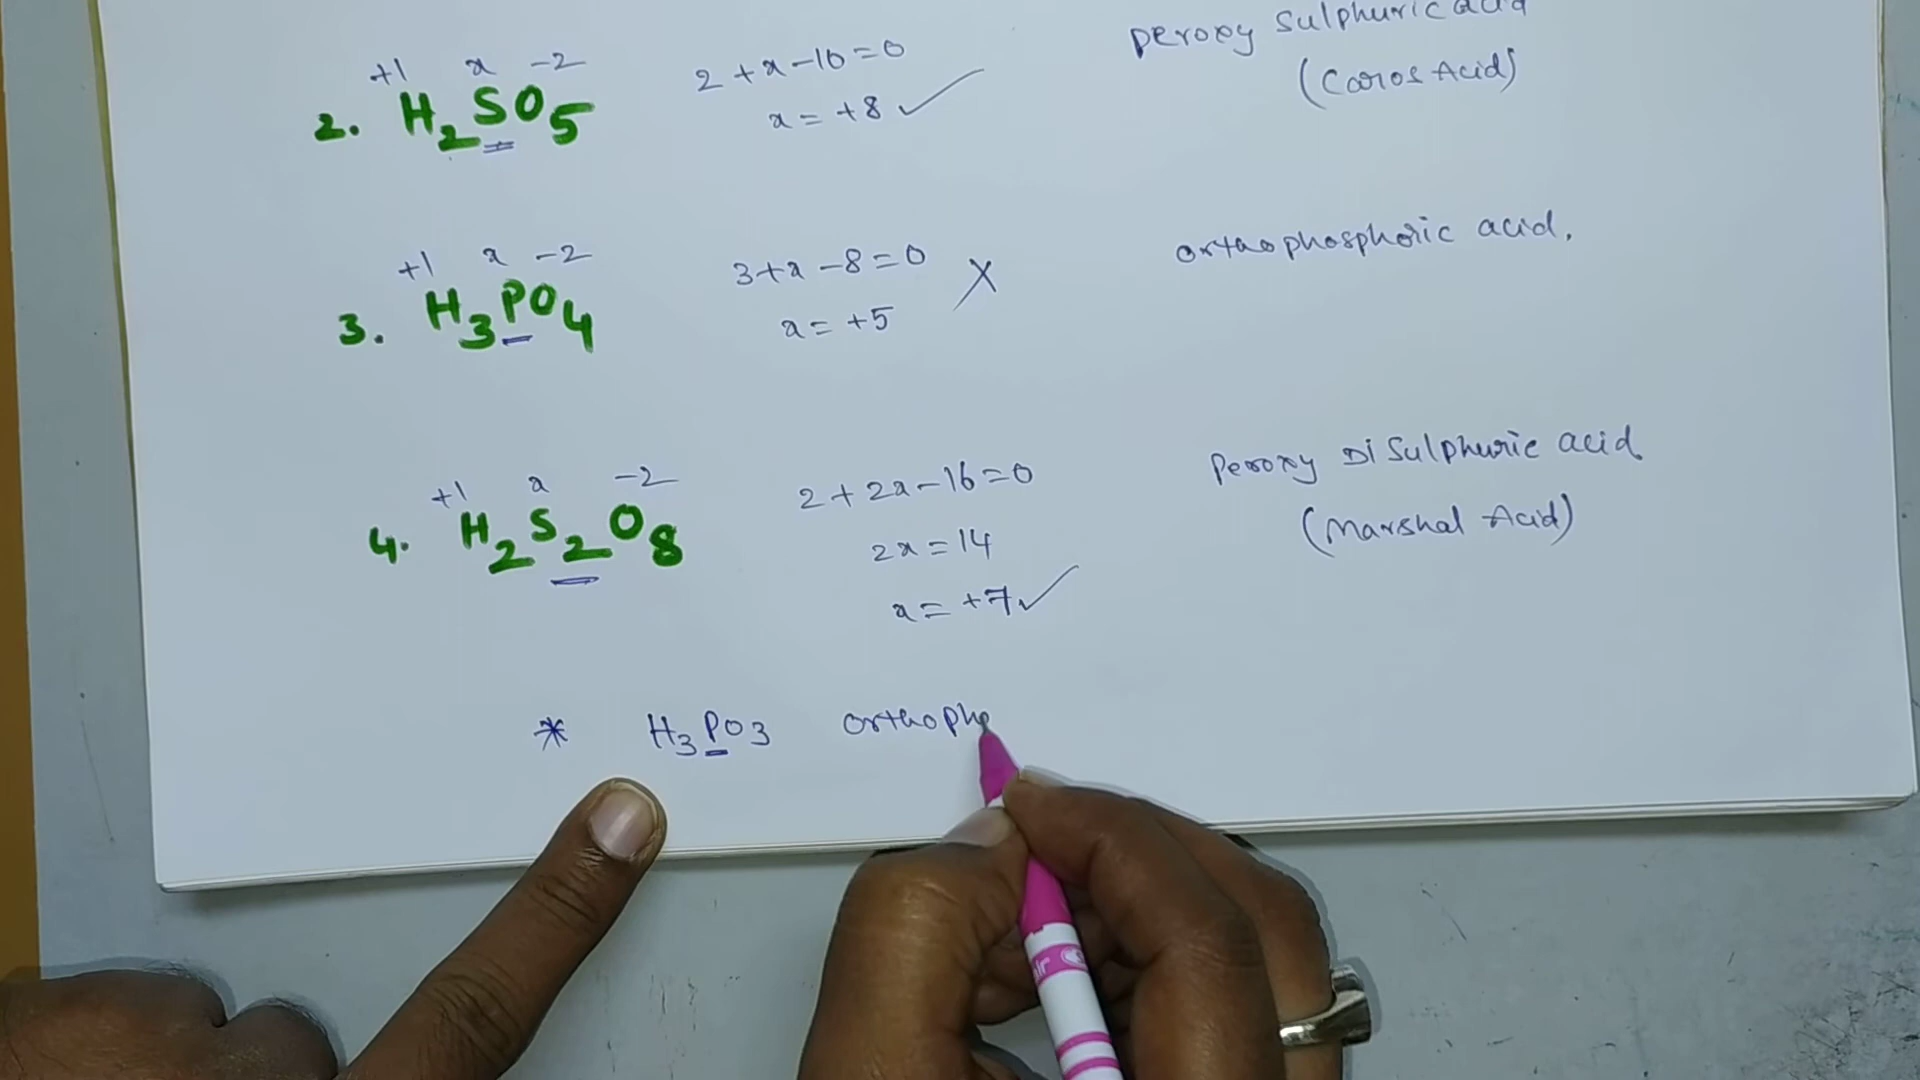 peroxy sulphuric acid
+1 x -2
2. H2SO5
2 + x - 10 = 0
x = +8 ✓
(Caros Acid)
+1 x -2
3. H3PO4
3 + x - 8 = 0
x = +5
X
orthophosphoric acid.
+1 x -2
4. H2S2O8
2 + 2x - 16 = 0
2x = 14
x = +7 ✓
peroxy Di Sulphuric acid
(Marshal Acid)
* H3PO3 orthopho